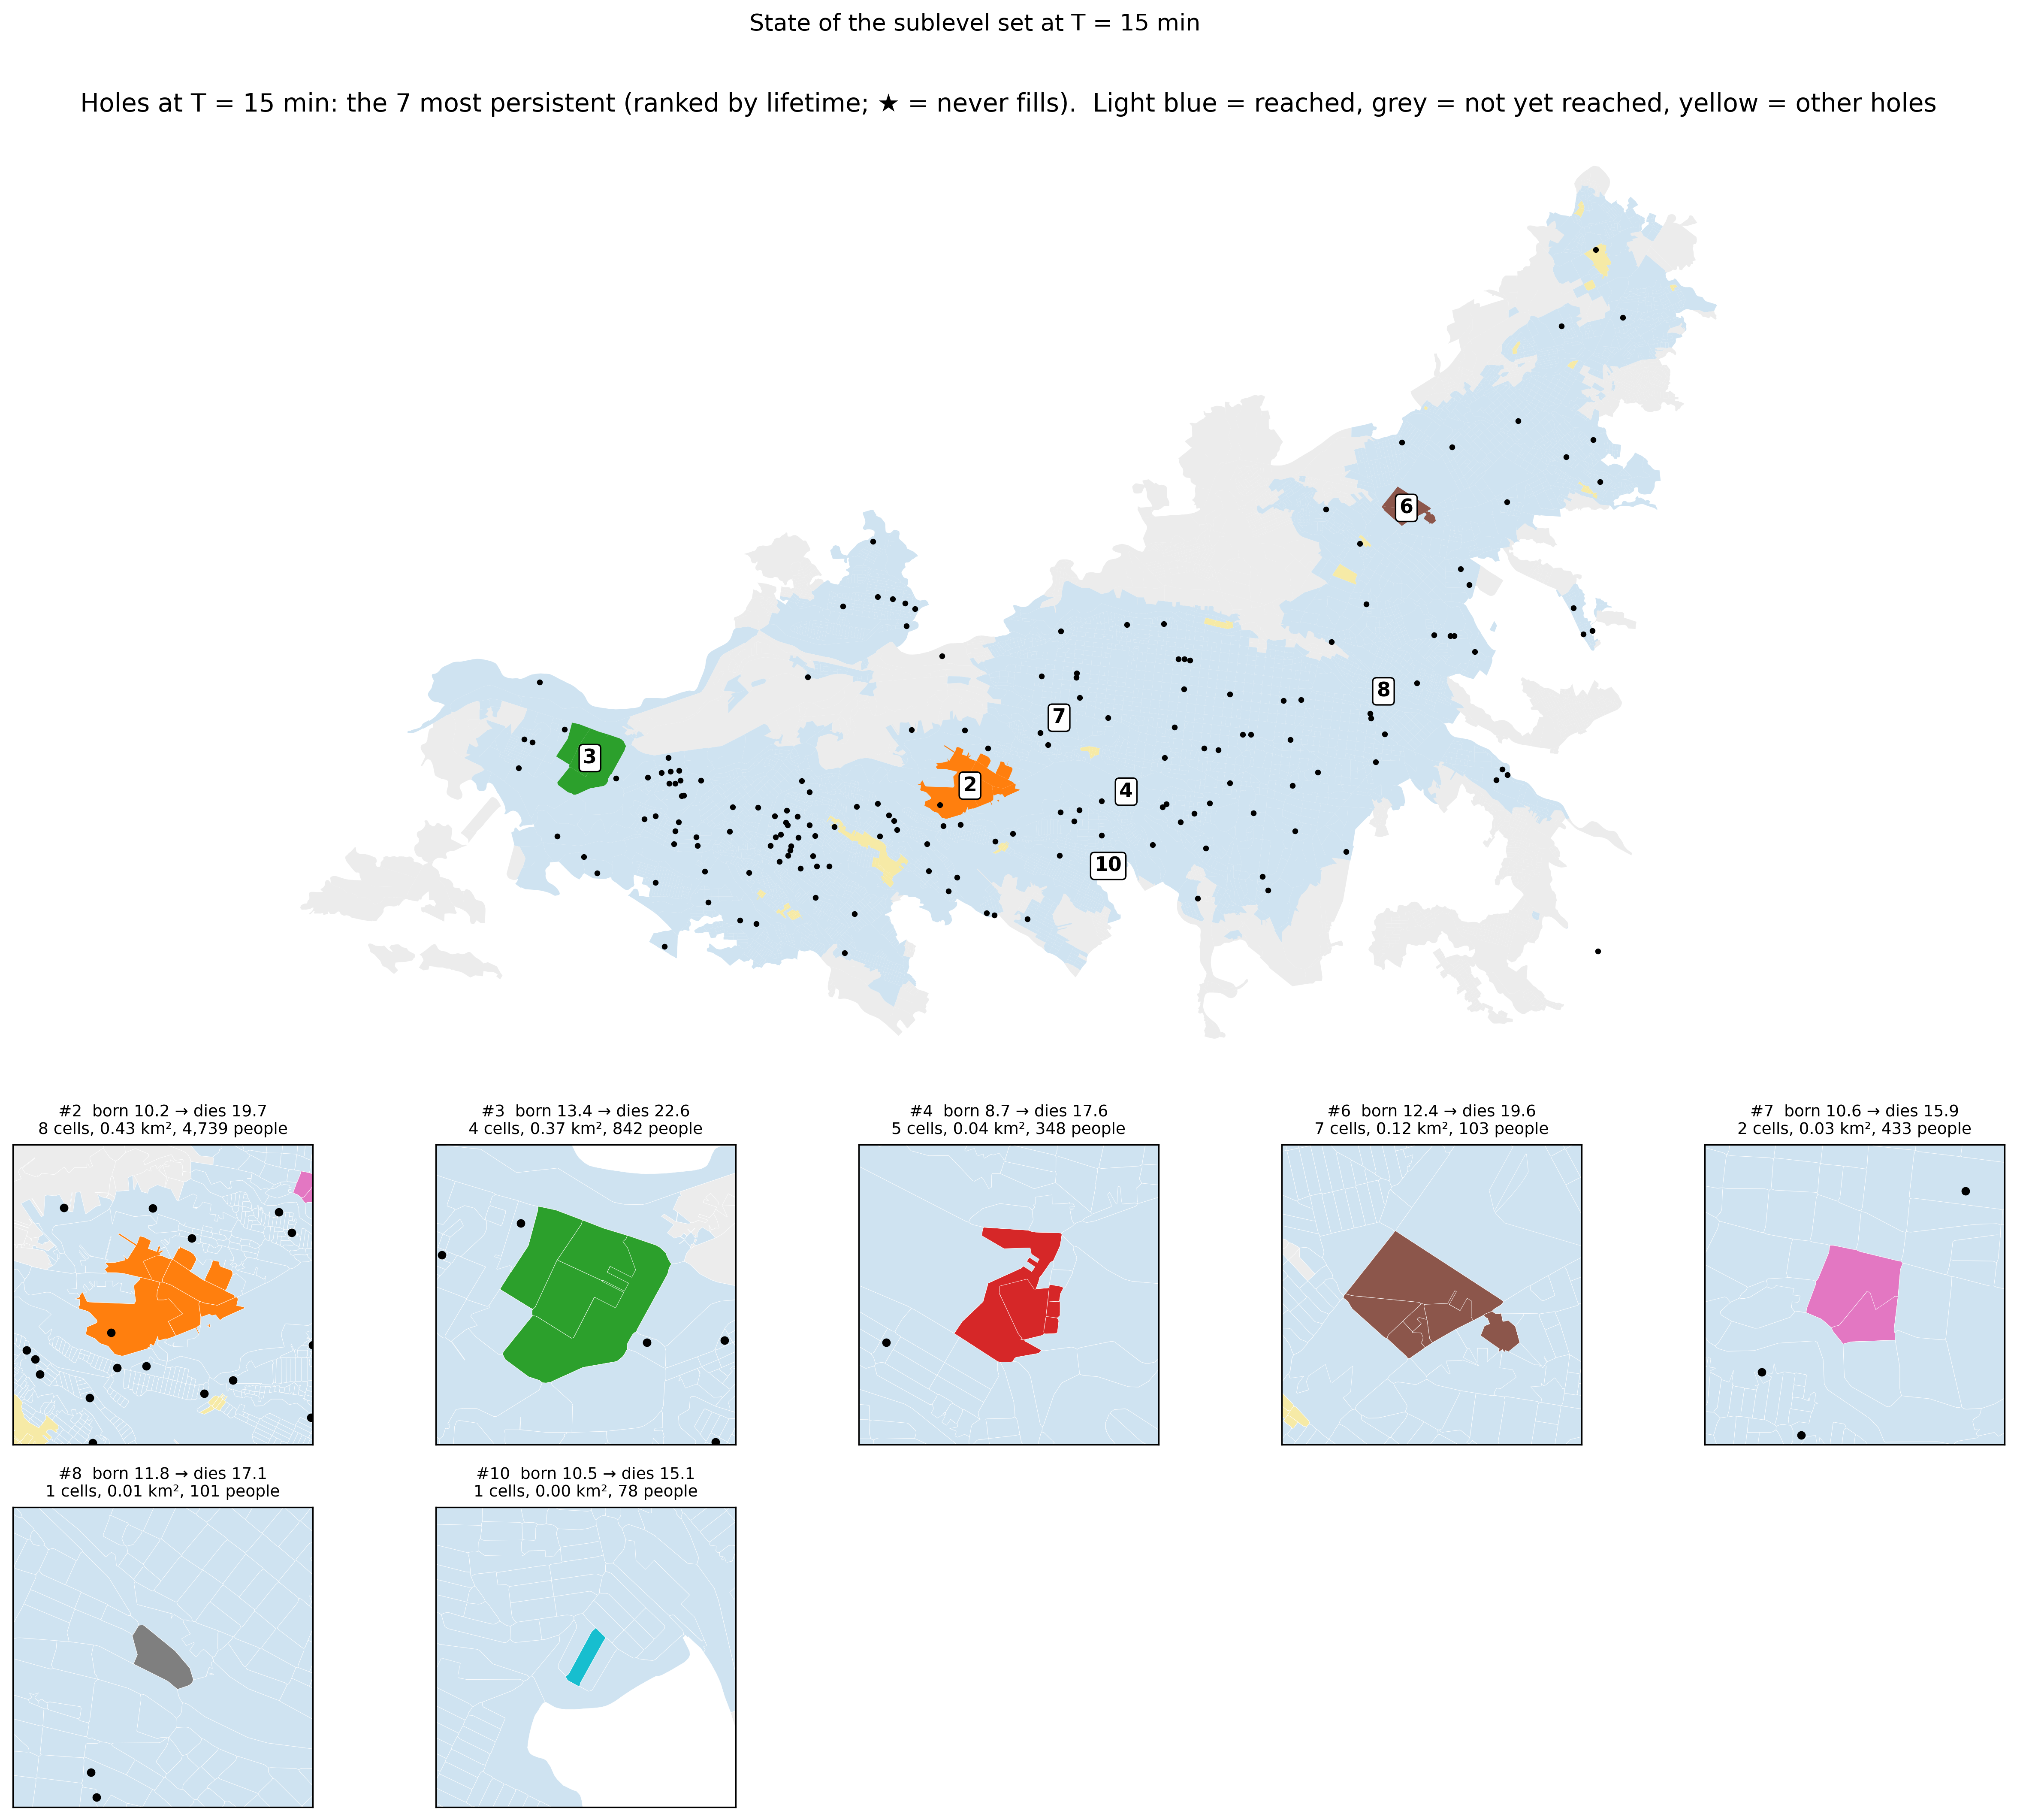 State of the sublevel set at T = 15 min
Holes at T = 15 min: the 7 most persistent (ranked by lifetime; ★ = never fills).  Light blue = reached, grey = not yet reached, yellow = other holes
6
8
7
3
2
4
10
#2  born 10.2 → dies 19.7
8 cells, 0.43 km², 4,739 people
#3  born 13.4 → dies 22.6
4 cells, 0.37 km², 842 people
#4  born 8.7 → dies 17.6
5 cells, 0.04 km², 348 people
#6  born 12.4 → dies 19.6
7 cells, 0.12 km², 103 people
#7  born 10.6 → dies 15.9
2 cells, 0.03 km², 433 people
#8  born 11.8 → dies 17.1
1 cells, 0.01 km², 101 people
#10  born 10.5 → dies 15.1
1 cells, 0.00 km², 78 people